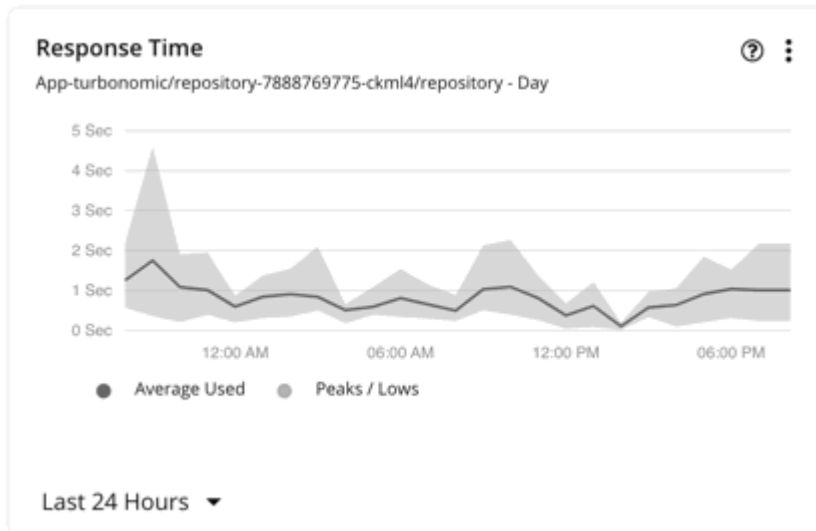 Response Time
App-turbonomic/repository-7888769775-ckml4/repository - Day
5 Sec
4 Sec
3 Sec
2 Sec
1 Sec
0 Sec
12:00 AM 06:00 AM 12:00 PM 06:00 PM
Average Used Peaks / Lows
Last 24 Hours